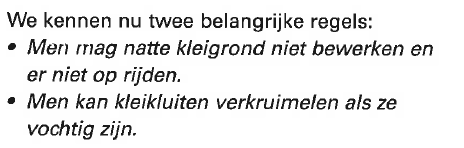 We kennen nu twee belangrijke regels:
• Men mag natte kleigrond niet bewerken en
er niet op rijden.
• Men kan kleikluiten verkruimelen als ze
vochtig zijn.